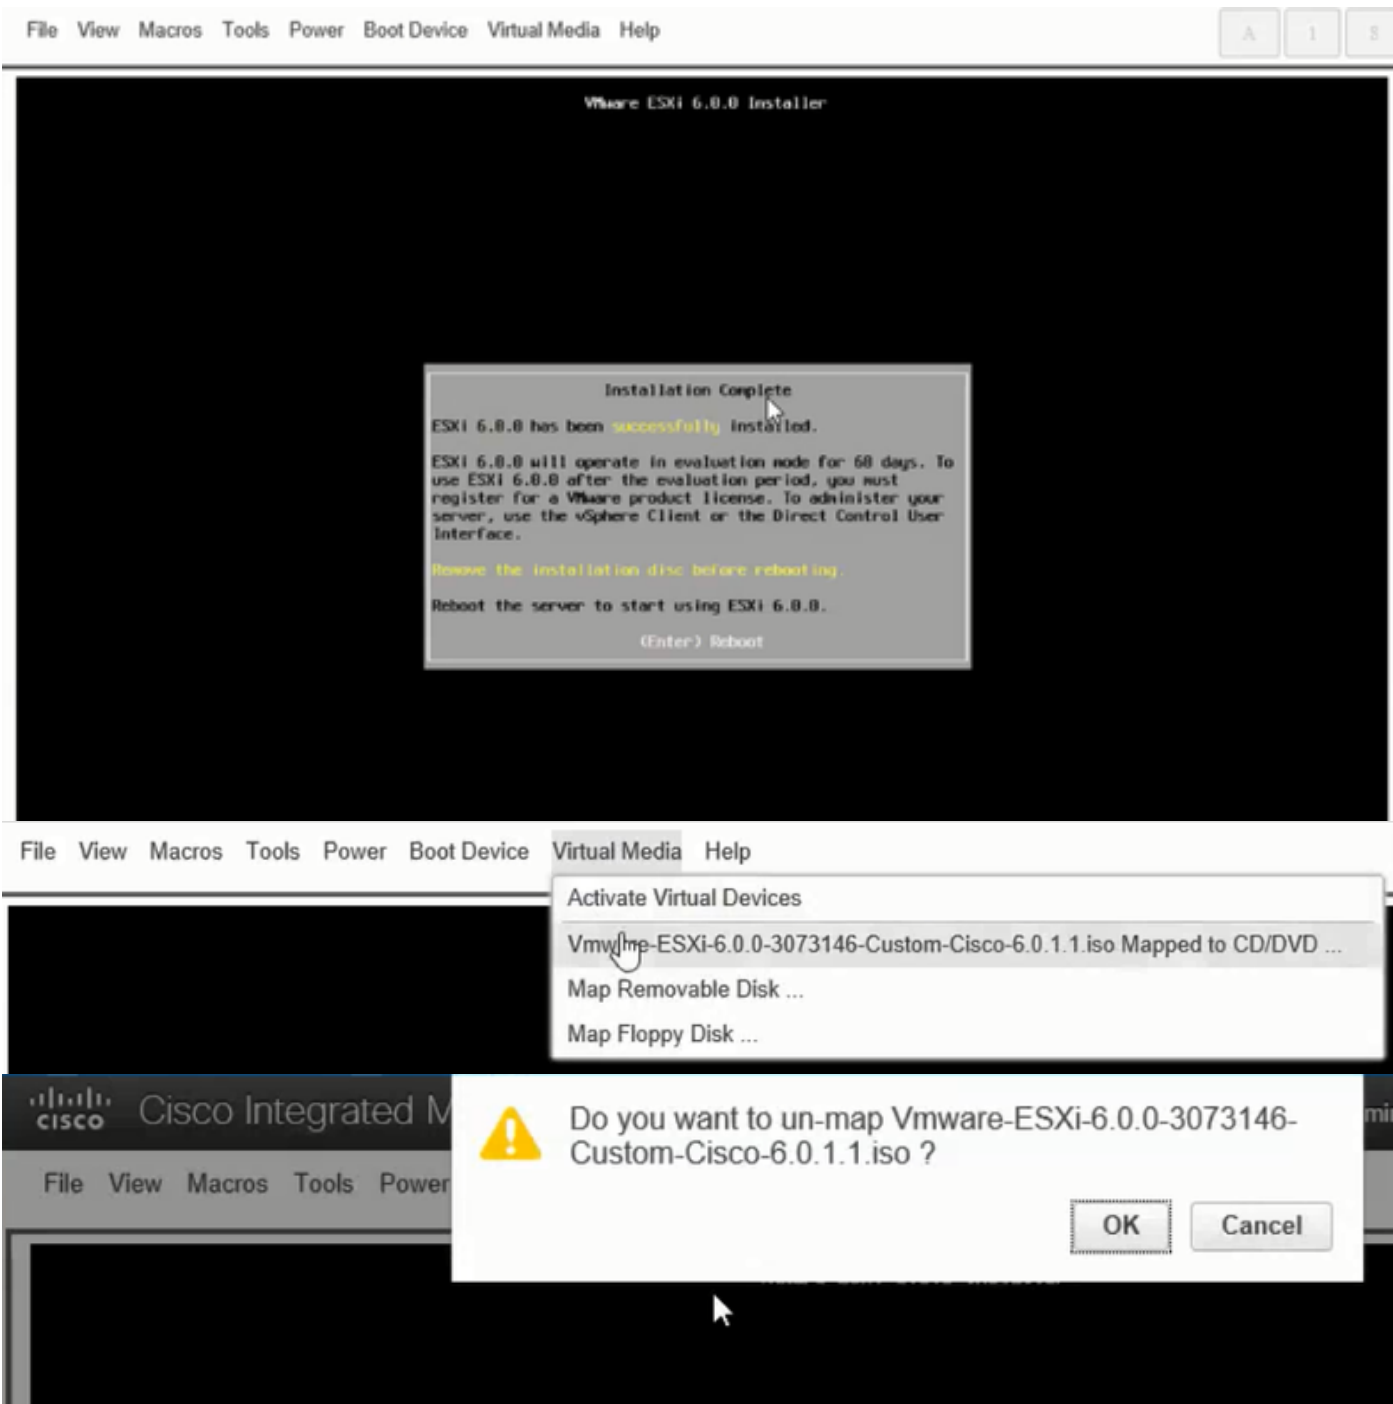 File View Macros Tools Power Boot Device Virtual Media Help
A 1 S
VMware ESXi 6.0.0 Installer
Installation Complete
ESXi 6.0.0 has been successfully installed.
ESXi 6.0.0 will operate in evaluation mode for 60 days. To
use ESXi 6.0.0 after the evaluation period, you must
register for a VMware product license. To administer your
server, use the vSphere Client or the Direct Control User
Interface.
Remove the installation disc before rebooting.
Reboot the server to start using ESXi 6.0.0.
(Enter) Reboot
File View Macros Tools Power Boot Device Virtual Media Help
Activate Virtual Devices
Vmware-ESXi-6.0.0-3073146-Custom-Cisco-6.0.1.1.iso Mapped to CD/DVD ...
Map Removable Disk ...
Map Floppy Disk ...
CISCO Cisco Integrated M
Do you want to un-map Vmware-ESXi-6.0.0-3073146-
Custom-Cisco-6.0.1.1.iso ?
File View Macros Tools Power
OK Cancel